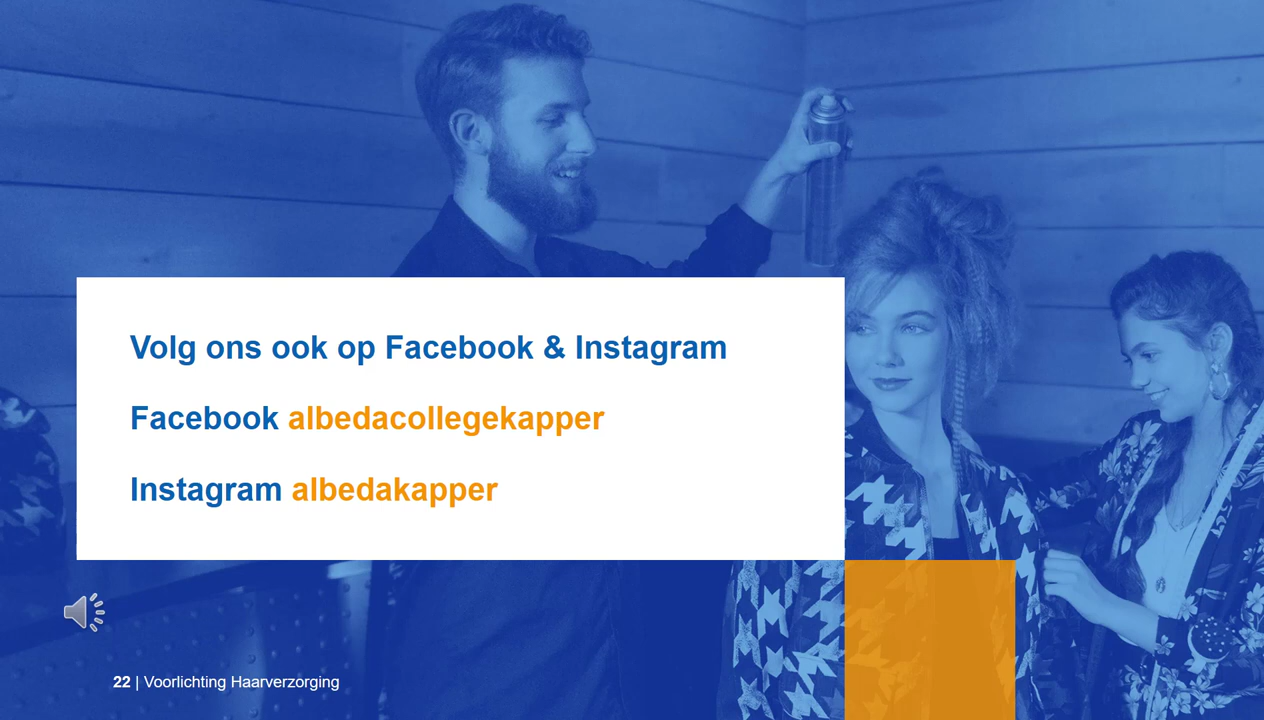 Volg ons ook op Facebook & Instagram
Facebook albedacollegekapper
Instagram albedakapper
22 | Voorlichting Haarverzorging